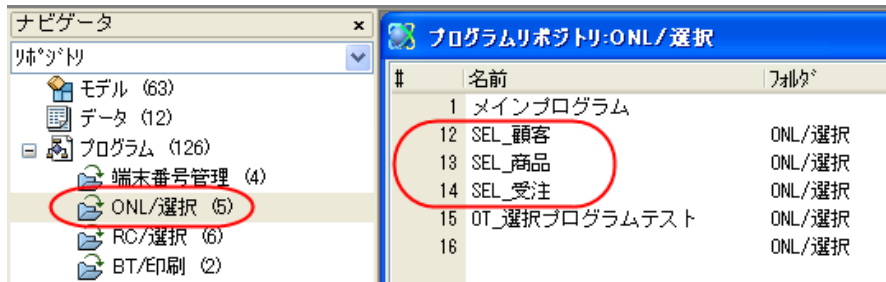 ナビゲータ ×
リポジトリ
モデル (63)
データ (12)
プログラム (126)
端末番号管理 (4)
ONL/選択 (5)
RC/選択 (6)
BT/印刷 (2)
プログラムリポジトリ:ONL/選択
# 名前 フォルダ
1 メインプログラム
12 SEL_顧客 ONL/選択
13 SEL_商品 ONL/選択
14 SEL_受注 ONL/選択
15 OT_選択プログラムテスト ONL/選択
16 ONL/選択